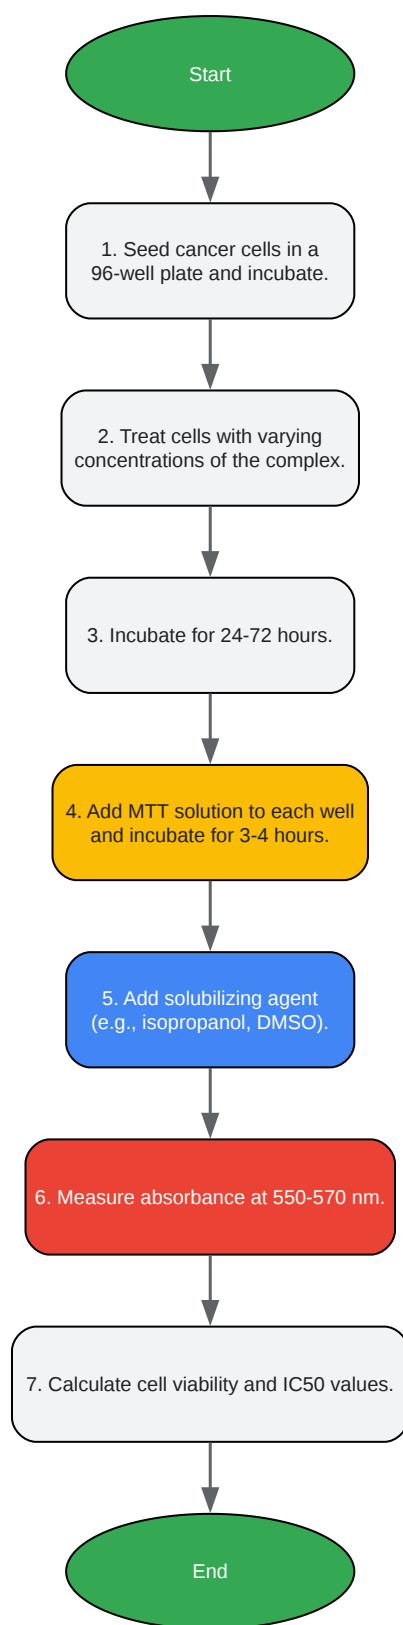 Start
1. Seed cancer cells in a
96-well plate and incubate.
2. Treat cells with varying
concentrations of the complex.
3. Incubate for 24-72 hours.
4. Add MTT solution to each well
and incubate for 3-4 hours.
5. Add solubilizing agent
(e.g., isopropanol, DMSO).
6. Measure absorbance at 550-570 nm.
7. Calculate cell viability and IC50 values.
End